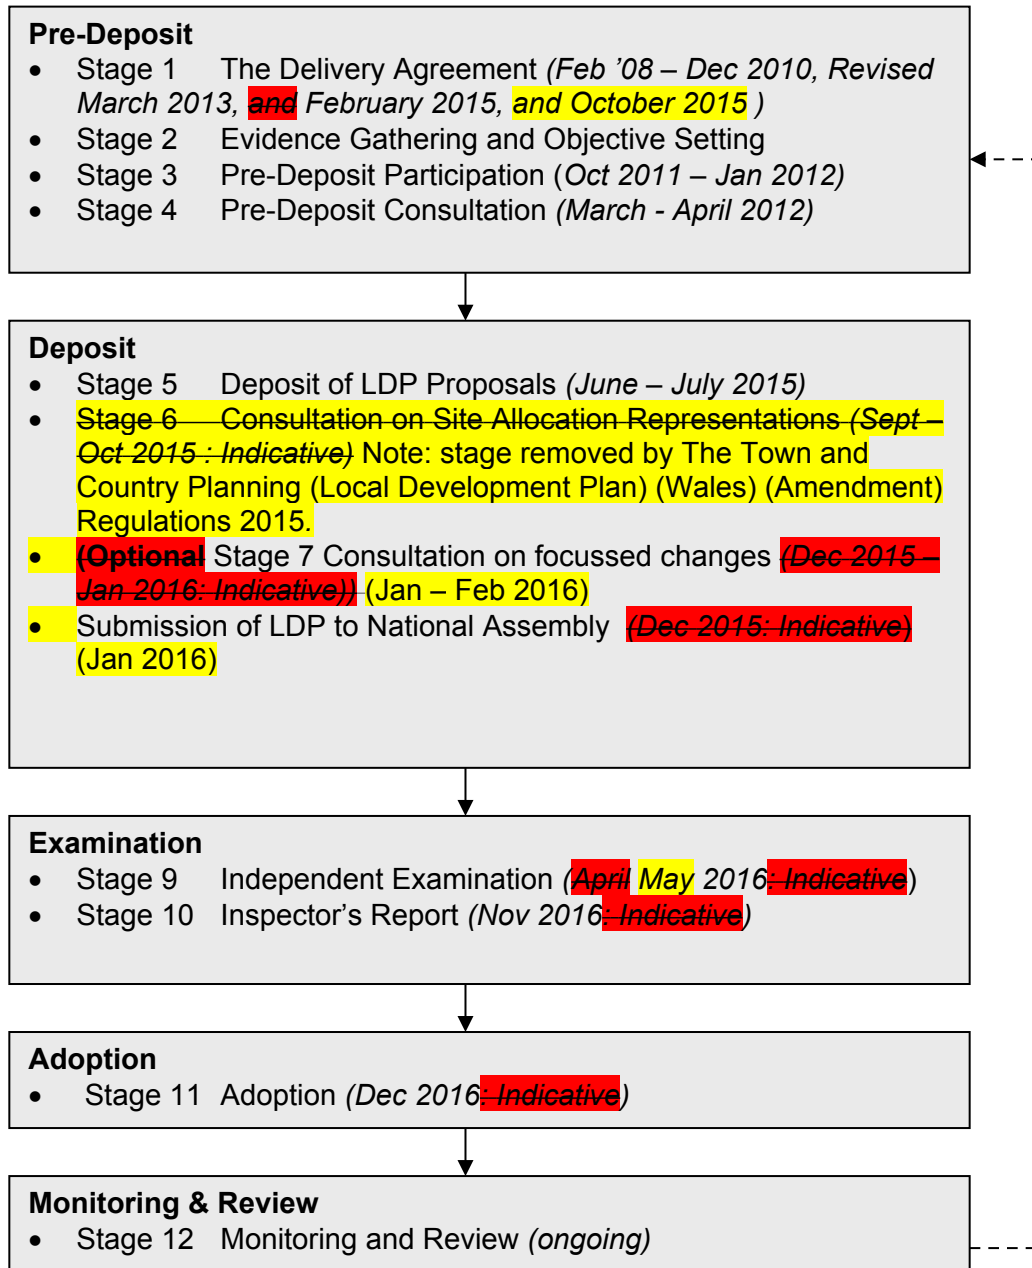 Pre-Deposit
• Stage 1 The Delivery Agreement (Feb '08 – Dec 2010, Revised
March 2013, and February 2015, and October 2015 )
• Stage 2 Evidence Gathering and Objective Setting
• Stage 3 Pre-Deposit Participation (Oct 2011 – Jan 2012)
• Stage 4 Pre-Deposit Consultation (March - April 2012)
Deposit
• Stage 5 Deposit of LDP Proposals (June – July 2015)
• Stage 6 Consultation on Site Allocation Representations (Sept –
Oct 2015 : Indicative) Note: stage removed by The Town and
Country Planning (Local Development Plan) (Wales) (Amendment)
Regulations 2015.
• (Optional Stage 7 Consultation on focussed changes (Dec 2015 –
Jan 2016: Indicative)) (Jan – Feb 2016)
• Submission of LDP to National Assembly (Dec 2015: Indicative)
(Jan 2016)
Examination
• Stage 9 Independent Examination (April May 2016: Indicative)
• Stage 10 Inspector's Report (Nov 2016: Indicative)
Adoption
• Stage 11 Adoption (Dec 2016: Indicative)
Monitoring & Review
• Stage 12 Monitoring and Review (ongoing)